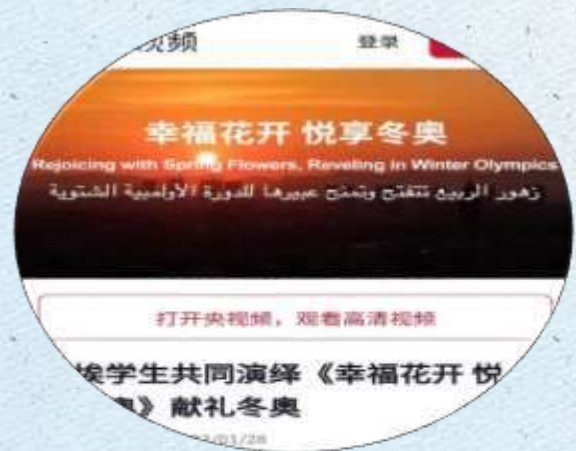 频 登录
幸福花开 悦享冬奥
Rejoicing with Spring Flowers, Reveling in Winter Olympics
زهور الربيع تتفتح وتمنح عبيرها للدورة الأولمبية الشتوية
打开央视频，观看高清视频
埃学生共同演绎《幸福花开 悦
奥》献礼冬奥
/01/28